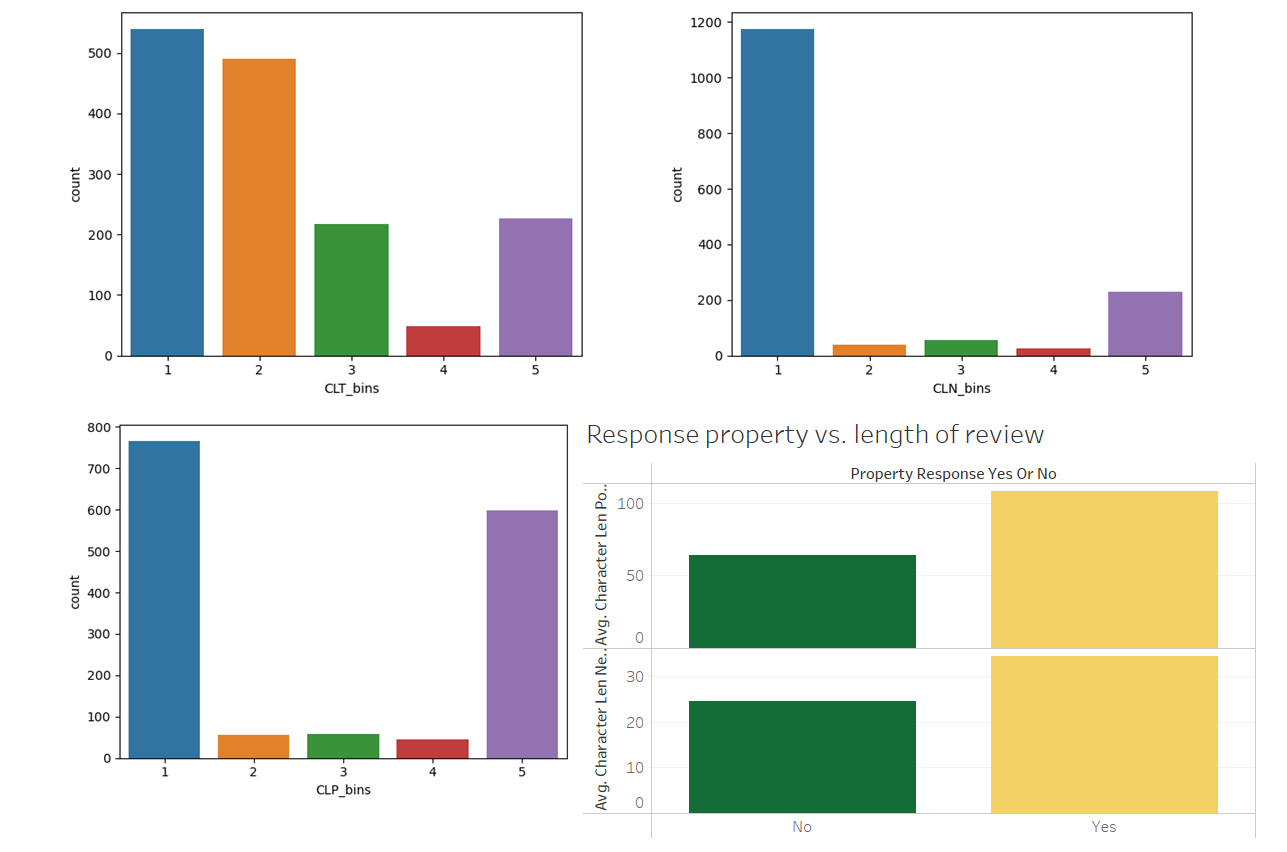 500
400
300
200
100
0
count
1 2 3 4 5
CLT_bins
1200
1000
800
600
400
200
0
count
1 2 3 4 5
CLN_bins
800
700
600
500
400
300
200
100
0
count
1 2 3 4 5
CLP_bins
Response property vs. length of review
Property Response Yes Or No
Avg. Character Len Po..
100
50
0
Avg. Character Len Ne..
30
20
10
0
No Yes